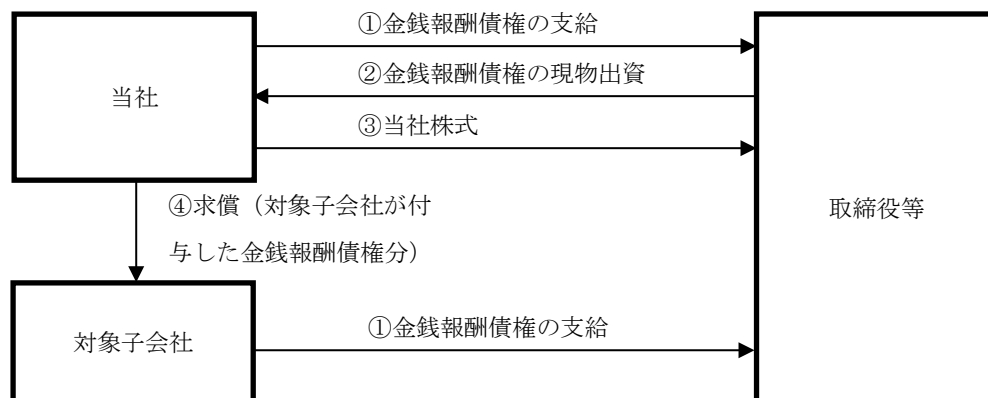 ①金銭報酬債権の支給
②金銭報酬債権の現物出資
当社
③当社株式
④求償（対象子会社が付
与した金銭報酬債権分）
取締役等
①金銭報酬債権の支給
対象子会社